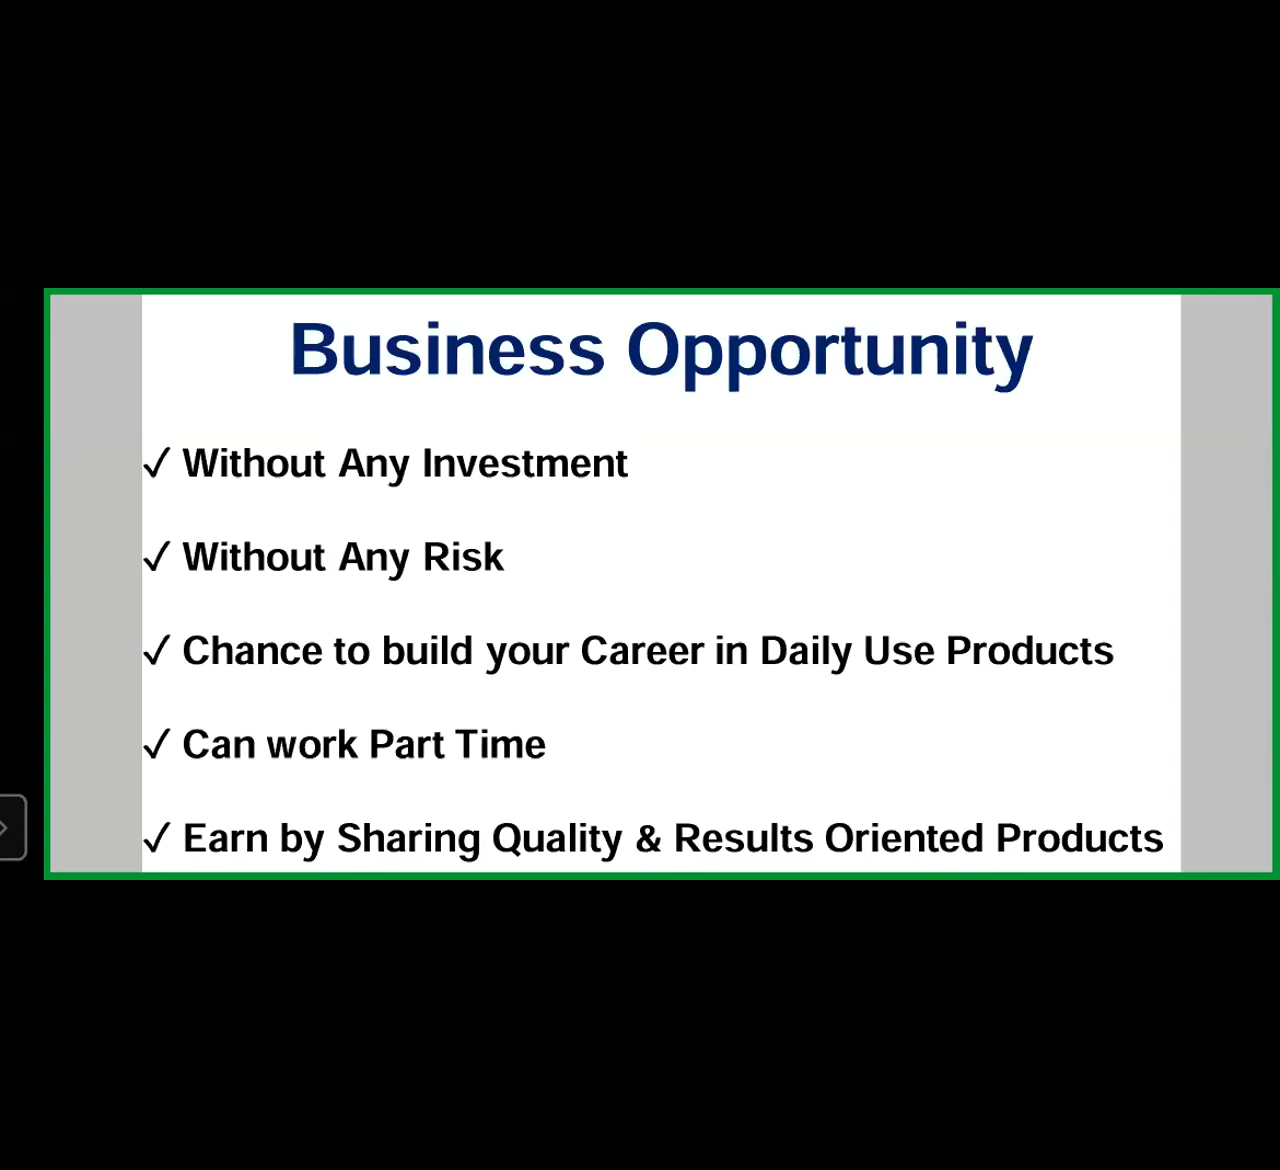 Business Opportunity
✓ Without Any Investment
✓ Without Any Risk
✓ Chance to build your Career in Daily Use Products
✓ Can work Part Time
✓ Earn by Sharing Quality & Results Oriented Products